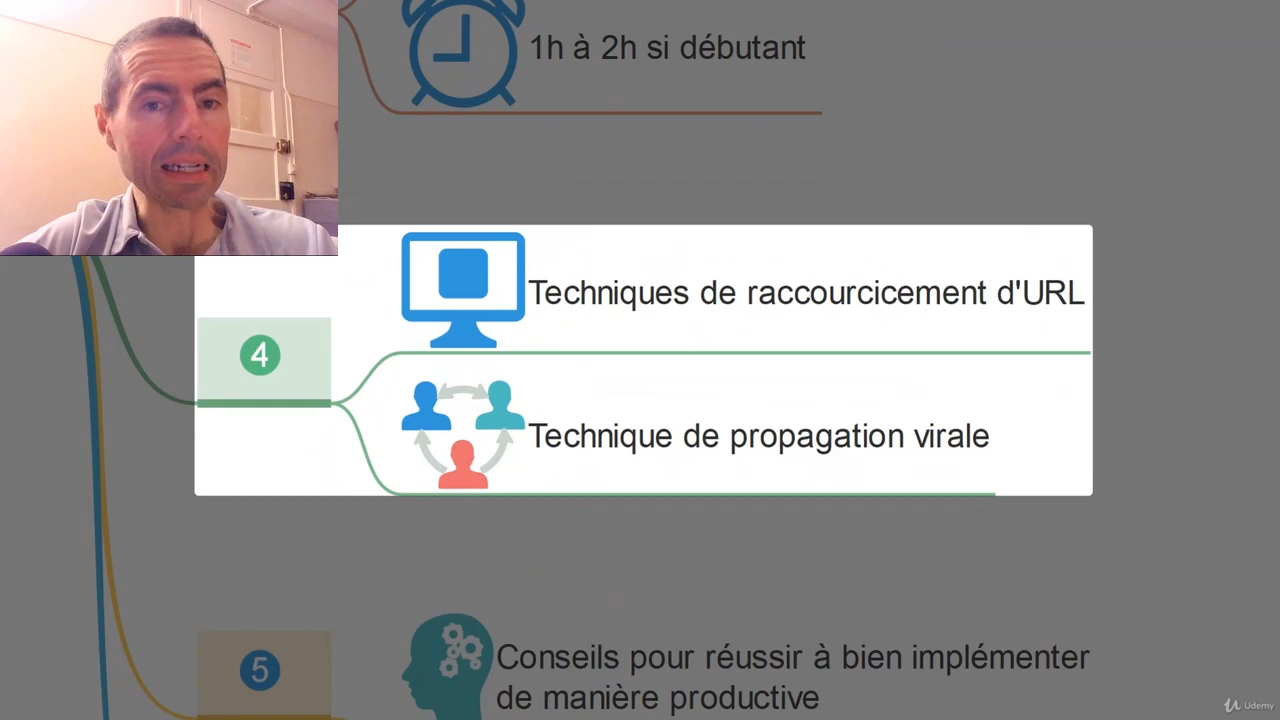 1h à 2h si débutant
Techniques de raccourcicement d'URL
4
Technique de propagation virale
5
Conseils pour réussir à bien implémenter
de manière productive
Udemy